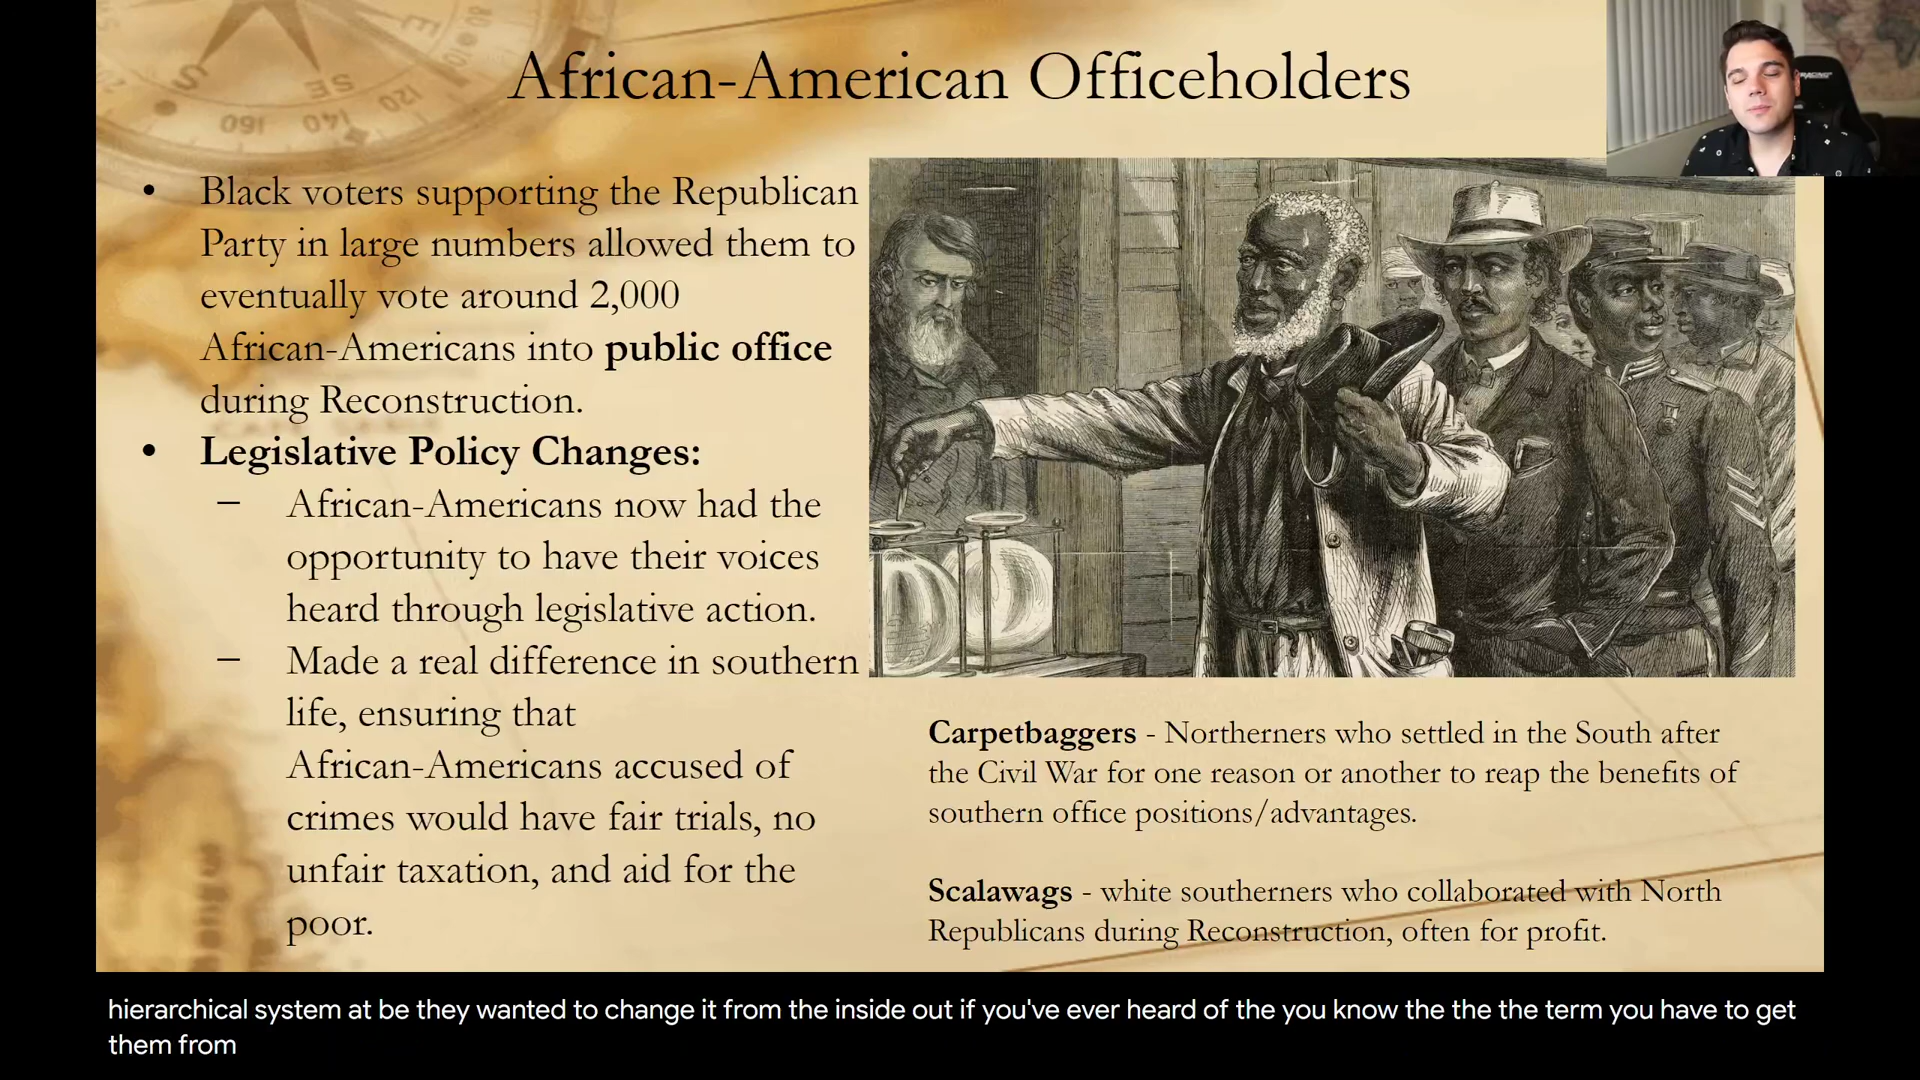 African-American Officeholders
• Black voters supporting the Republican
Party in large numbers allowed them to
eventually vote around 2,000
African-Americans into public office
during Reconstruction.
• Legislative Policy Changes:
– African-Americans now had the
opportunity to have their voices
heard through legislative action.
– Made a real difference in southern
life, ensuring that
African-Americans accused of
crimes would have fair trials, no
unfair taxation, and aid for the
poor.
Carpetbaggers - Northerners who settled in the South after
the Civil War for one reason or another to reap the benefits of
southern office positions/advantages.
Scalawags - white southerners who collaborated with North
Republicans during Reconstruction, often for profit.
hierarchical system at be they wanted to change it from the inside out if you've ever heard of the you know the the the term you have to get
them from
S
SE
160
140
120
E
80
RACING